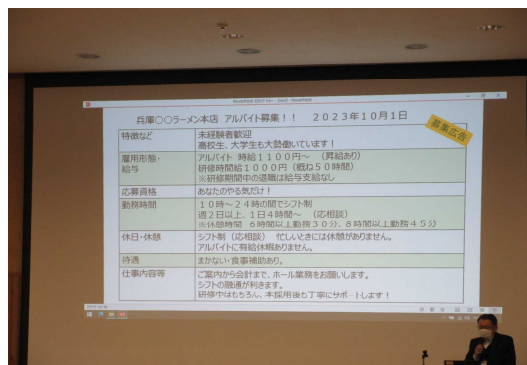 兵庫○○ラーメン本店 アルバイト募集!! 2023年10月1日
募集広告
特徴など
未経験者歓迎
高校生、大学生も大勢働いています!
雇用形態・
給与
アルバイト 時給1100円~ (昇給あり)
研修時間給1000円(概ね50時間)
※研修期間中の退職は給与支給なし
応募資格
あなたのやる気だけ!
勤務時間
10時~24時の間でシフト制
週2日以上、1日4時間~ (応相談)
※休憩時間 6時間以上勤務30分、8時間以上勤務45分
休日・休憩
シフト制(応相談) 忙しいときには休憩がありません。
アルバイトに有給休暇ありません。
待遇
まかない・食事補助あり。
仕事内容等
ご案内から会計まで、ホール業務をお願いします。
シフトの融通が利きます。
研修中はもちろん、本採用後も丁寧にサポートします!